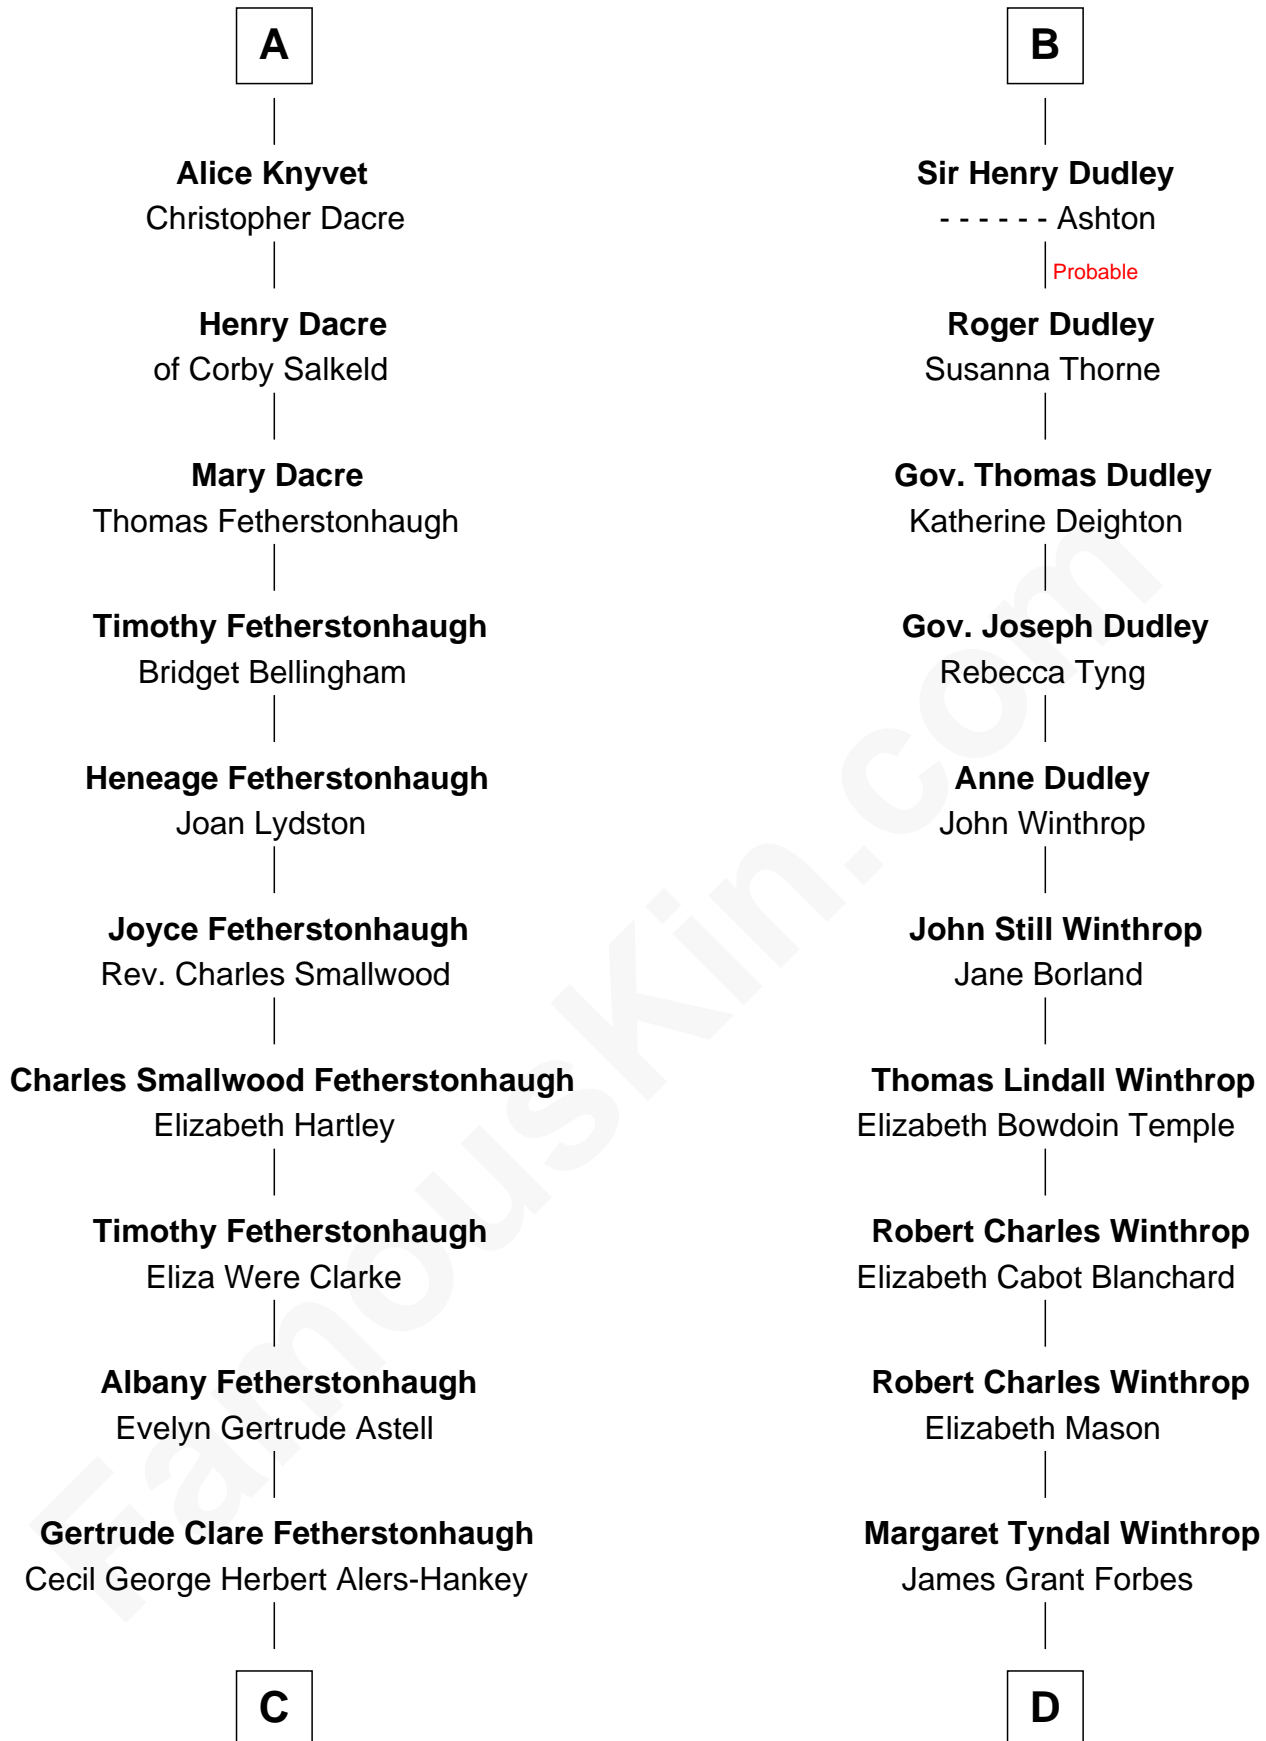 A
Alice Knyvet
Christopher Dacre
Henry Dacre
of Corby Salkeld
Mary Dacre
Thomas Fetherstonhaugh
Timothy Fetherstonhaugh
Bridget Bellingham
Heneage Fetherstonhaugh
Joan Lydston
Joyce Fetherstonhaugh
Rev. Charles Smallwood
Charles Smallwood Fetherstonhaugh
Elizabeth Hartley
Timothy Fetherstonhaugh
Eliza Were Clarke
Albany Fetherstonhaugh
Evelyn Gertrude Astell
Gertrude Clare Fetherstonhaugh
Cecil George Herbert Alers-Hankey
C
B
Sir Henry Dudley
- - - - - - Ashton
Probable
Roger Dudley
Susanna Thorne
Gov. Thomas Dudley
Katherine Deighton
Gov. Joseph Dudley
Rebecca Tyng
Anne Dudley
John Winthrop
John Still Winthrop
Jane Borland
Thomas Lindall Winthrop
Elizabeth Bowdoin Temple
Robert Charles Winthrop
Elizabeth Cabot Blanchard
Robert Charles Winthrop
Elizabeth Mason
Margaret Tyndal Winthrop
James Grant Forbes
D
FamousKin.com